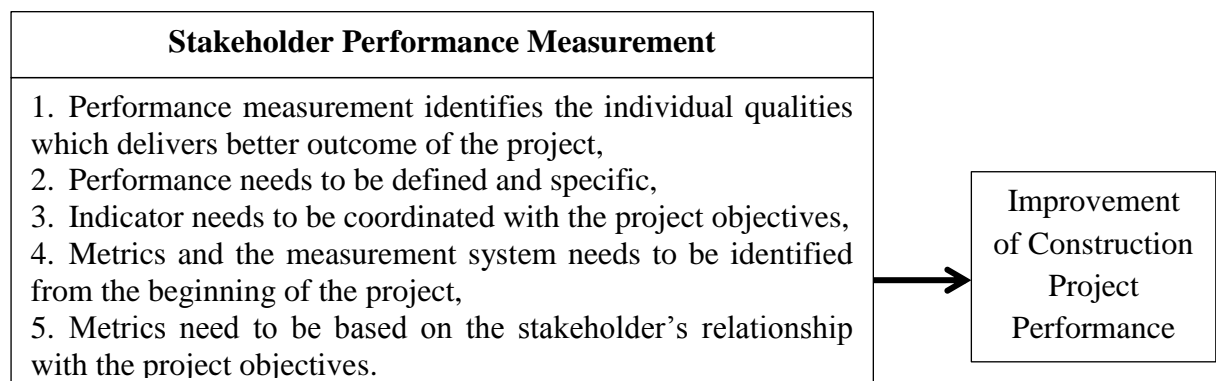 Stakeholder Performance Measurement
1. Performance measurement identifies the individual qualities
which delivers better outcome of the project,
2. Performance needs to be defined and specific,
3. Indicator needs to be coordinated with the project objectives,
4. Metrics and the measurement system needs to be identified
from the beginning of the project,
5. Metrics need to be based on the stakeholder’s relationship
with the project objectives.
Improvement
of Construction
Project
Performance